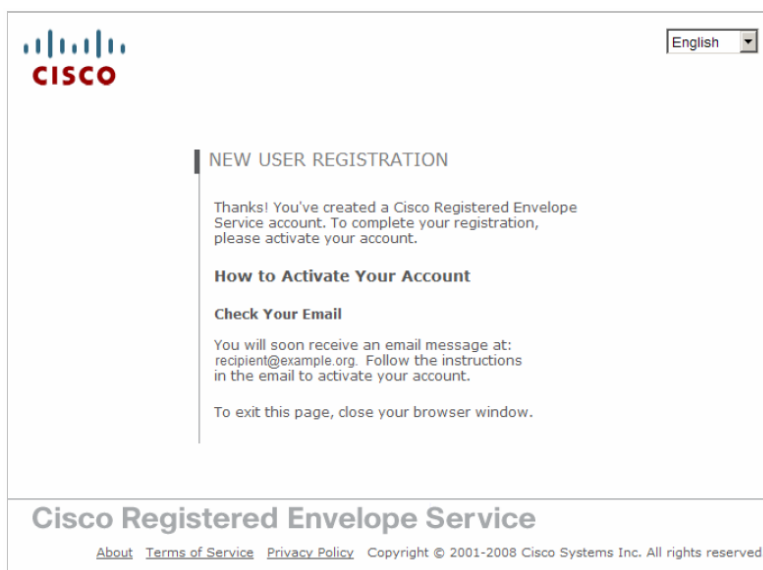 English
CISCO
NEW USER REGISTRATION
Thanks! You've created a Cisco Registered Envelope
Service account. To complete your registration,
please activate your account.
How to Activate Your Account
Check Your Email
You will soon receive an email message at:
recipient@example.org. Follow the instructions
in the email to activate your account.
To exit this page, close your browser window.
Cisco Registered Envelope Service
About Terms of Service Privacy Policy Copyright © 2001-2008 Cisco Systems Inc. All rights reserved